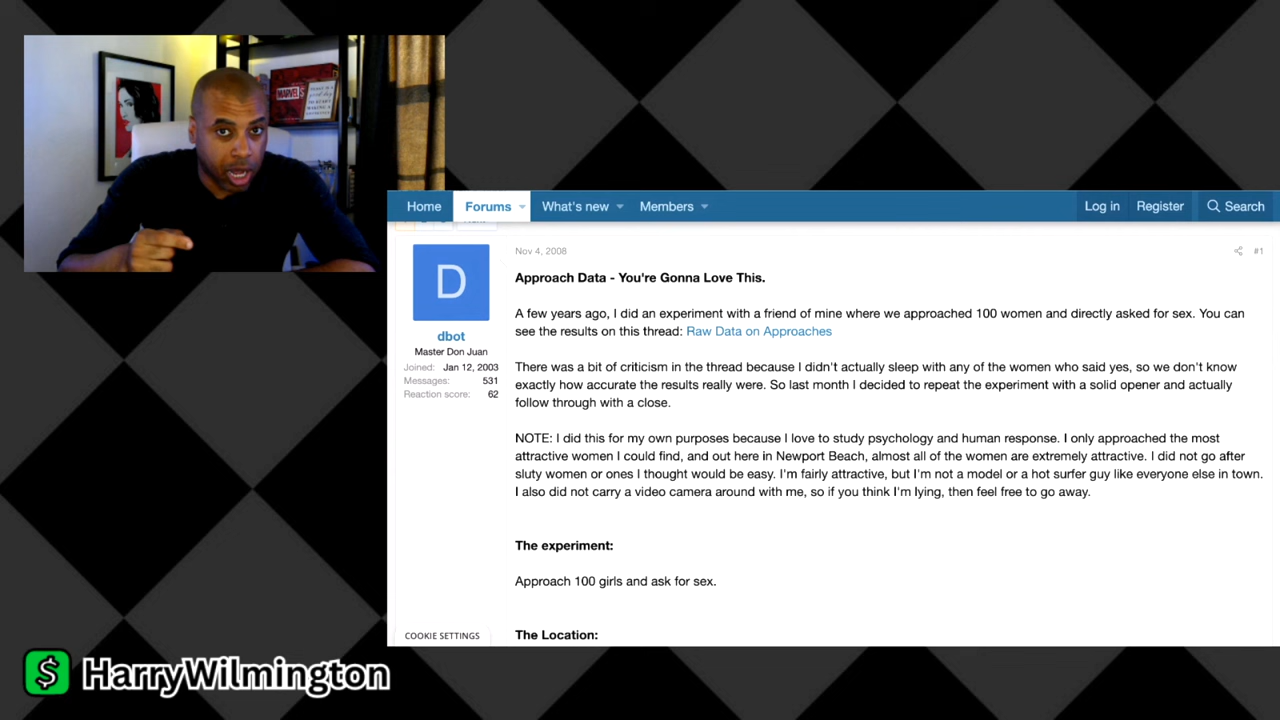 MARVEL
Home
Forums
What's new
Members
Log in
Register
Search
D
dbot
Master Don Juan
Joined: Jan 12, 2003
Messages: 531
Reaction score: 62
Nov 4, 2008
#1
Approach Data - You're Gonna Love This.
A few years ago, I did an experiment with a friend of mine where we approached 100 women and directly asked for sex. You can
see the results on this thread: Raw Data on Approaches
There was a bit of criticism in the thread because I didn't actually sleep with any of the women who said yes, so we don't know
exactly how accurate the results really were. So last month I decided to repeat the experiment with a solid opener and actually
follow through with a close.
NOTE: I did this for my own purposes because I love to study psychology and human response. I only approached the most
attractive women I could find, and out here in Newport Beach, almost all of the women are extremely attractive. I did not go after
sluty women or ones I thought would be easy. I'm fairly attractive, but I'm not a model or a hot surfer guy like everyone else in town.
I also did not carry a video camera around with me, so if you think I'm lying, then feel free to go away.
The experiment:
Approach 100 girls and ask for sex.
The Location:
COOKIE SETTINGS
$ HarryWilmington